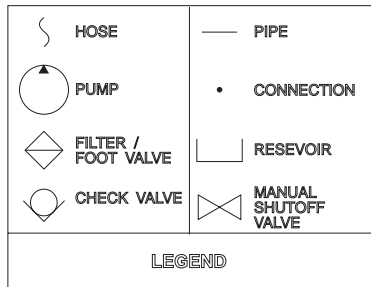 HOSE
PIPE
PUMP
CONNECTION
FILTER /
FOOT VALVE
RESEVOIR
CHECK VALVE
MANUAL
SHUTOFF
VALVE
LEGEND